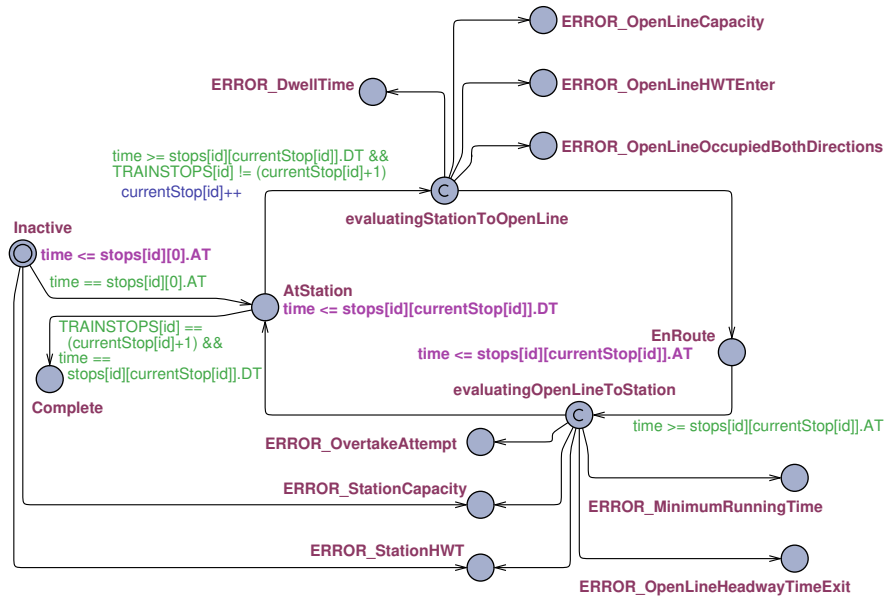 ERROR_OpenLineCapacity
ERROR_DwellTime
ERROR_OpenLineHWTEnter
ERROR_OpenLineOccupiedBothDirections
time >= stops[id][currentStop[id]].DT &&
TRAINSTOPS[id] != (currentStop[id]+1)
currentStop[id]++
C
evaluatingStationToOpenLine
Inactive
time <= stops[id][0].AT
time == stops[id][0].AT
AtStation
time <= stops[id][currentStop[id]].DT
TRAINSTOPS[id] ==
(currentStop[id]+1) &&
time ==
stops[id][currentStop[id]].DT
Complete
EnRoute
time <= stops[id][currentStop[id]].AT
evaluatingOpenLineToStation
C
time >= stops[id][currentStop[id]].AT
ERROR_OvertakeAttempt
ERROR_StationCapacity
ERROR_MinimumRunningTime
ERROR_StationHWT
ERROR_OpenLineHeadwayTimeExit